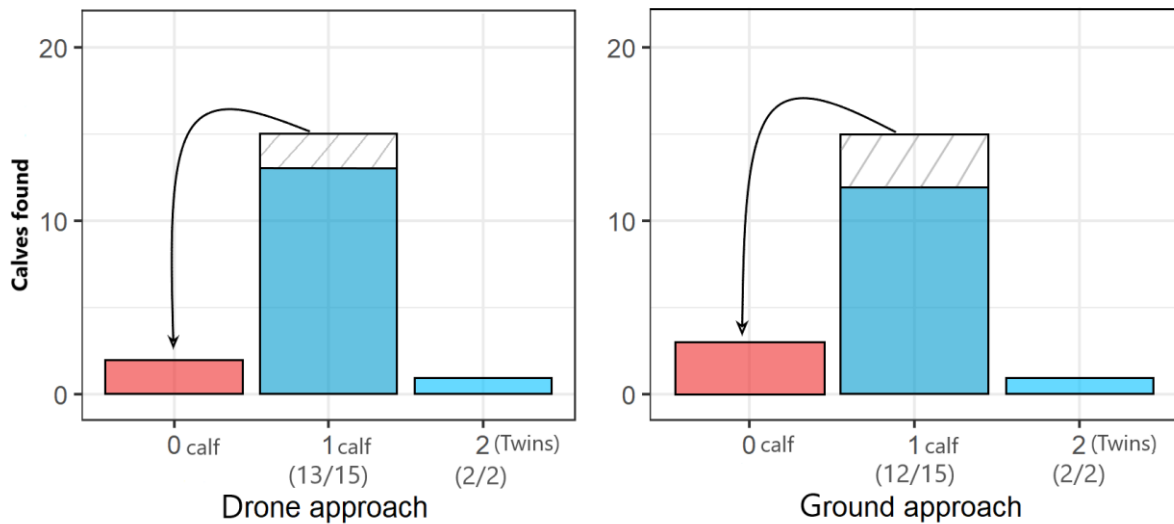 Calves found
20
10
0
0 calf
1 calf
2 (Twins)
(13/15)
(2/2)
Drone approach
20
10
0
0 calf
1 calf
2 (Twins)
(12/15)
(2/2)
Ground approach